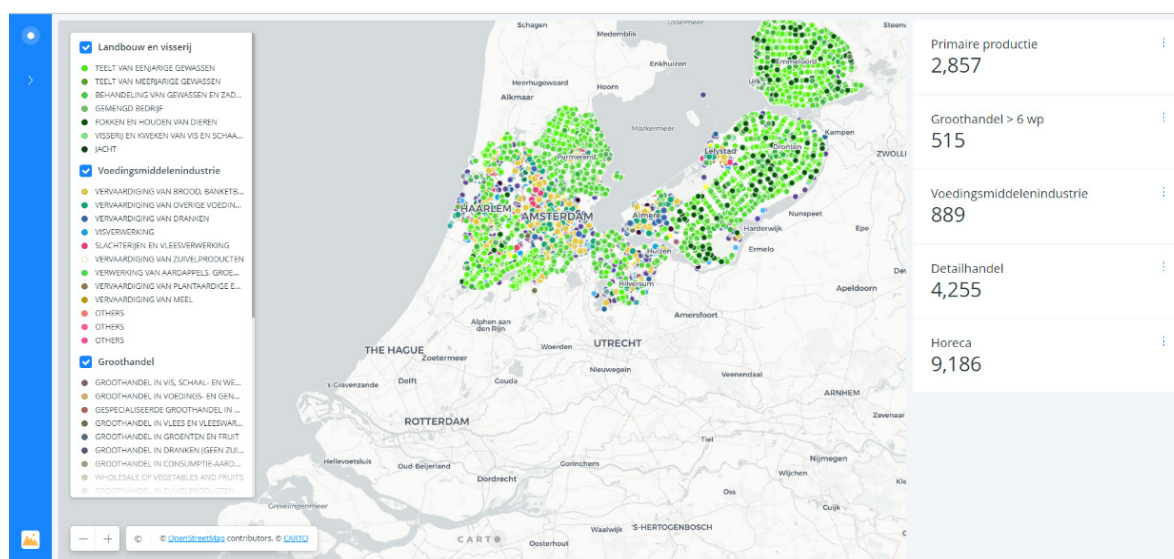 Landbouw en visserij
TEELT VAN EENJARIGE GEWASSEN
TEELT VAN MEERJARIGE GEWASSEN
BEHANDELING VAN GEWASSEN EN ZAD...
GEMENGD BEDRIJF
FOKKEN EN HOUDEN VAN DIEREN
VISSERIJ EN KWEKEN VAN VIS EN SCHAA...
JACHT
Voedingsmiddelenindustrie
VERVAARDIGING VAN BROOD, BANKETB...
VERVAARDIGING VAN OVERIGE VOEDIN...
VERVAARDIGING VAN DRANKEN
VISVERWERKING
SLACHTERIJEN EN VLEESVERWERKING
VERVAARDIGING VAN ZUIVELPRODUCTEN
VERWERKING VAN AARDAPPELS, GROE...
VERVAARDIGING VAN PLANTAARDIGE E...
VERVAARDIGING VAN MEEL
OTHERS
OTHERS
OTHERS
Groothandel
GROOTHANDEL IN VIS, SCHAAL- EN WE...
GROOTHANDEL IN VOEDINGS- EN GEN...
GESPECIALISEERDE GROOTHANDEL IN ...
GROOTHANDEL IN VLEES EN VLEESWAR...
GROOTHANDEL IN GROENTEN EN FRUIT
GROOTHANDEL IN DRANKEN (GEEN ZUI...
GROOTHANDEL IN CONSUMPTIE-AARD...
WHOLESALE OF VEGETABLES AND FRUITS
GROOTHANDEL IN ZUIVELPRODUCTEN
© © OpenStreetMap contributors, © CARTO
Schagen
Medemblik
IJsselmeer
Enkhuizen
Emmeloord
Urk
Heerhugowaard
Hoorn
Alkmaar
Markermeer
Kampen
Purmerend
Lelystad
Dronten
ZWOLL
HAARLEM
AMSTERDAM
Almere
Nunspeet
Epe
Harderwijk
Huizen
Ermelo
Hilversum
Apeldoorn
Alphen aan
den Rijn
Amersfoort
THE HAGUE
Zoetermeer
Woerden
UTRECHT
Nieuwegein
's-Gravenzande
Delft
Gouda
Veenendaal
ARNHEM
Zevenaar
ROTTERDAM
Tiel
Hellevoetsluis
Oud-Beijerland
Gorinchem
Nijmegen
Dordrecht
Wijchen
Oss
Grevelingenmeer
Cuijk
Waalwijk
'S-HERTOGENBOSCH
CARTO
Oosterhout
Primaire productie
2,857
Groothandel > 6 wp
515
Voedingsmiddelenindustrie
889
Detailhandel
4,255
Horeca
9,186